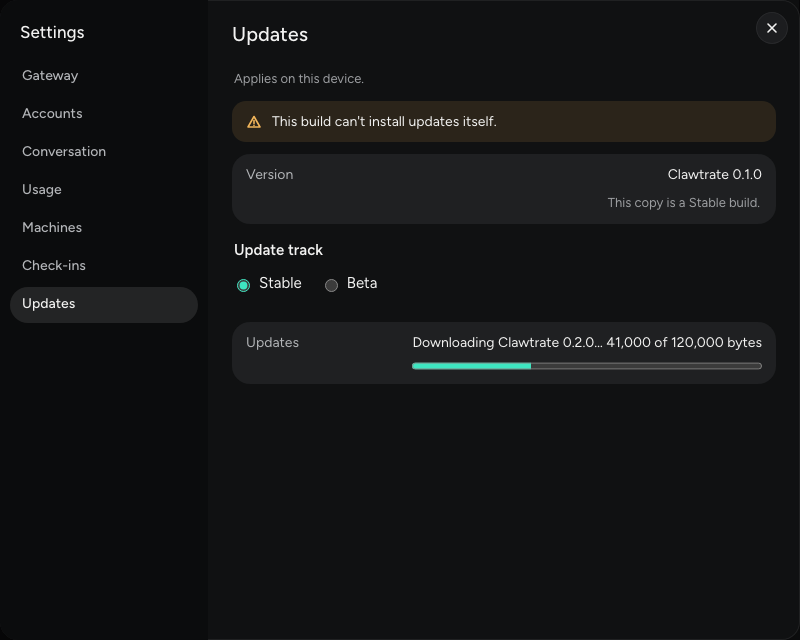 Settings
Gateway
Accounts
Conversation
Usage
Machines
Check-ins
Updates
Updates
Applies on this device.
This build can't install updates itself.
Version
Clawtrate 0.1.0
This copy is a Stable build.
Update track
Stable
Beta
Updates
Downloading Clawtrate 0.2.0... 41,000 of 120,000 bytes